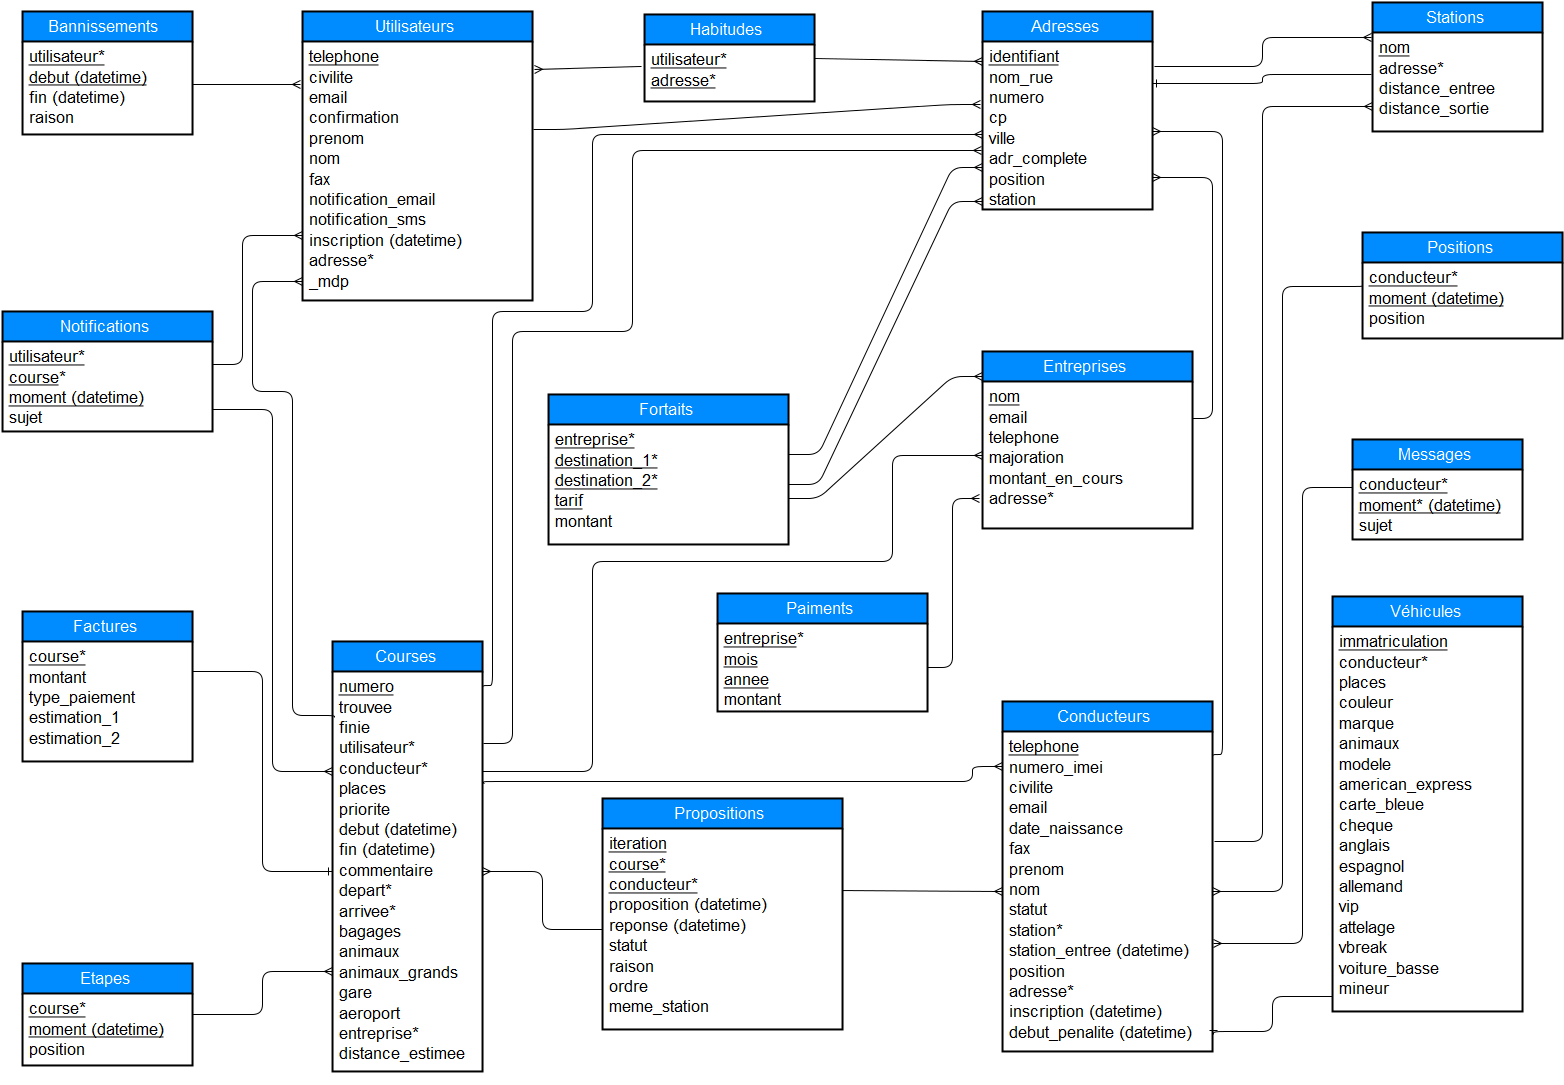 Bannissements
utilisateur*
debut (datetime)
fin (datetime)
raison
Utilisateurs
telephone
civilite
email
confirmation
prenom
nom
fax
notification_email
notification_sms
inscription (datetime)
adresse*
_mdp
Habitudes
utilisateur*
adresse*
Adresses
identifiant
nom_rue
numero
cp
ville
adr_complete
position
station
Stations
nom
adresse*
distance_entree
distance_sortie
Positions
conducteur*
moment (datetime)
position
Notifications
utilisateur*
course*
moment (datetime)
sujet
Fortaits
entreprise*
destination_1*
destination_2*
tarif
montant
Entreprises
nom
email
telephone
majoration
montant_en_cours
adresse*
Messages
conducteur*
moment* (datetime)
sujet
Factures
course*
montant
type_paiement
estimation_1
estimation_2
Courses
numero
trouvee
finie
utilisateur*
conducteur*
places
priorite
debut (datetime)
fin (datetime)
commentaire
depart*
arrivee*
bagages
animaux
animaux_grands
gare
aeroport
entreprise*
distance_estimee
Paiments
entreprise*
mois
annee
montant
Propositions
iteration
course*
conducteur*
proposition (datetime)
reponse (datetime)
statut
raison
ordre
meme_station
Conducteurs
telephone
numero_imei
civilite
email
date_naissance
fax
prenom
nom
statut
station*
station_entree (datetime)
position
adresse*
inscription (datetime)
debut_penalite (datetime)
Véhicules
immatriculation
conducteur*
places
couleur
marque
animaux
modele
american_express
carte_bleue
cheque
anglais
espagnol
allemand
vip
attelage
vbreak
voiture_basse
mineur
Etapes
course*
moment (datetime)
position